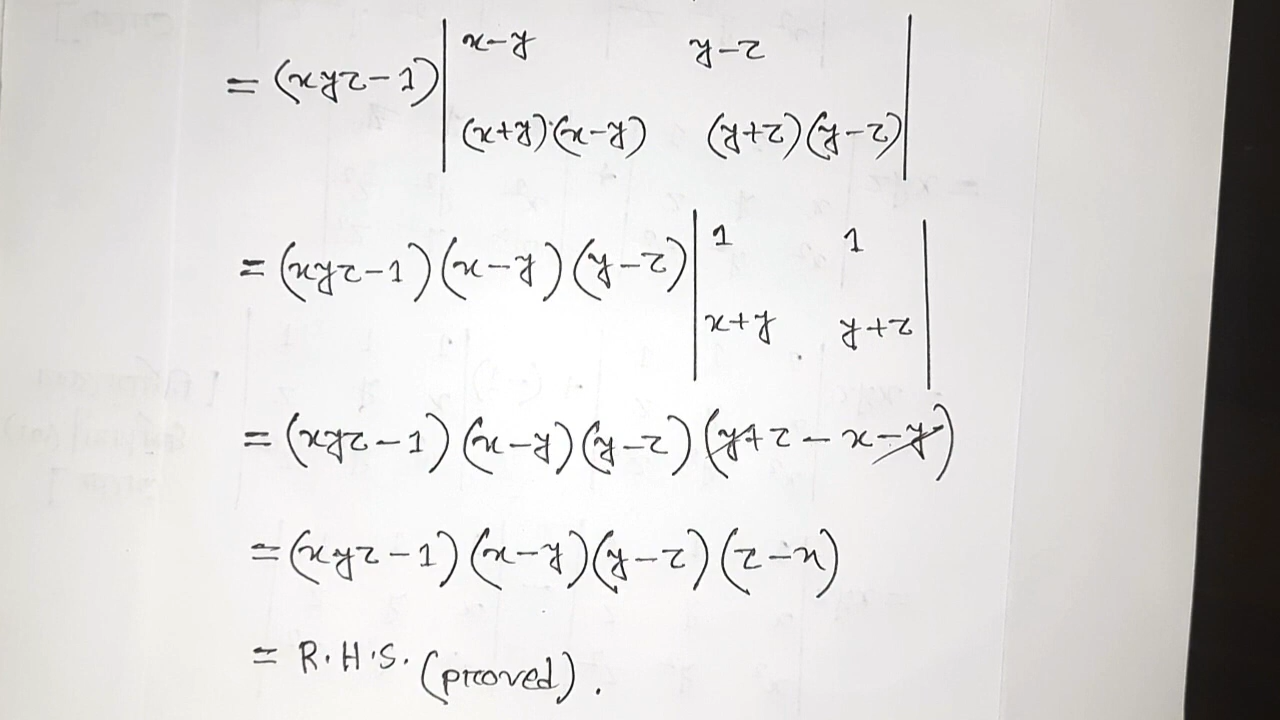 = (xyz-1) | x-y y-z |
| (x+y)(x-y) (y+z)(y-z) |
= (xyz-1)(x-y)(y-z) | 1 1 |
| x+y y+z |
= (xyz-1)(x-y)(y-z)(y+z-x-y)
= (xyz-1)(x-y)(y-z)(z-x)
= R.H.S. (proved).